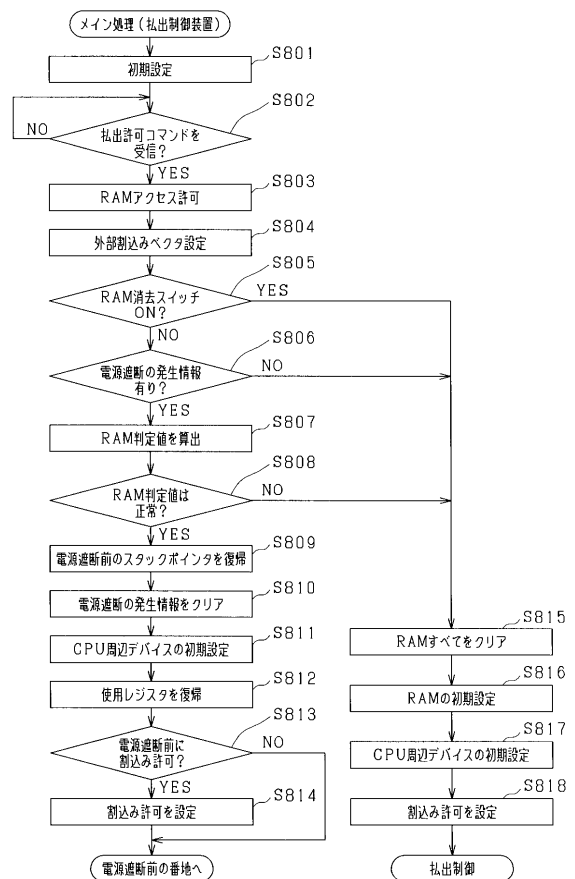 メイン処理(払出制御装置)
S801
初期設定
S802
払出許可コマンドを
受信?
NO
YES
S803
RAMアクセス許可
S804
外部割込みベクタ設定
S805
RAM消去スイッチ
ON?
YES
NO
S806
電源遮断の発生情報
有り?
NO
YES
S807
RAM判定値を算出
S808
RAM判定値は
正常?
NO
YES
S809
電源遮断前のスタックポインタを復帰
S810
電源遮断の発生情報をクリア
S811
CPU周辺デバイスの初期設定
S812
使用レジスタを復帰
S813
電源遮断前に
割込み許可?
NO
YES
S814
割込み許可を設定
電源遮断前の番地へ
S815
RAMすべてをクリア
S816
RAMの初期設定
S817
CPU周辺デバイスの初期設定
S818
割込み許可を設定
払出制御